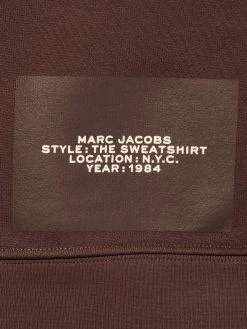 MARC JACOBS
STYLE: THE SWEATSHIRT
LOCATION: N.Y.C.
YEAR: 1984